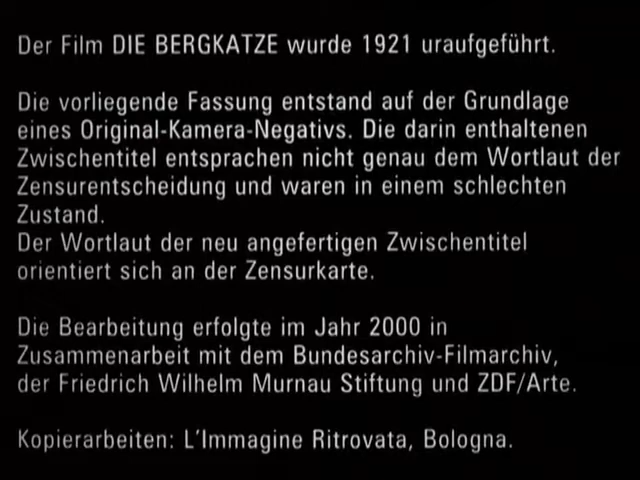 Der Film DIE BERGKATZE wurde 1921 uraufgeführt.
Die vorliegende Fassung entstand auf der Grundlage
eines Original-Kamera-Negativs. Die darin enthaltenen
Zwischentitel entsprachen nicht genau dem Wortlaut der
Zensurentscheidung und waren in einem schlechten
Zustand.
Der Wortlaut der neu angefertigen Zwischentitel
orientiert sich an der Zensurkarte.
Die Bearbeitung erfolgte im Jahr 2000 in
Zusammenarbeit mit dem Bundesarchiv-Filmarchiv,
der Friedrich Wilhelm Murnau Stiftung und ZDF/Arte.
Kopierarbeiten: L'Immagine Ritrovata, Bologna.